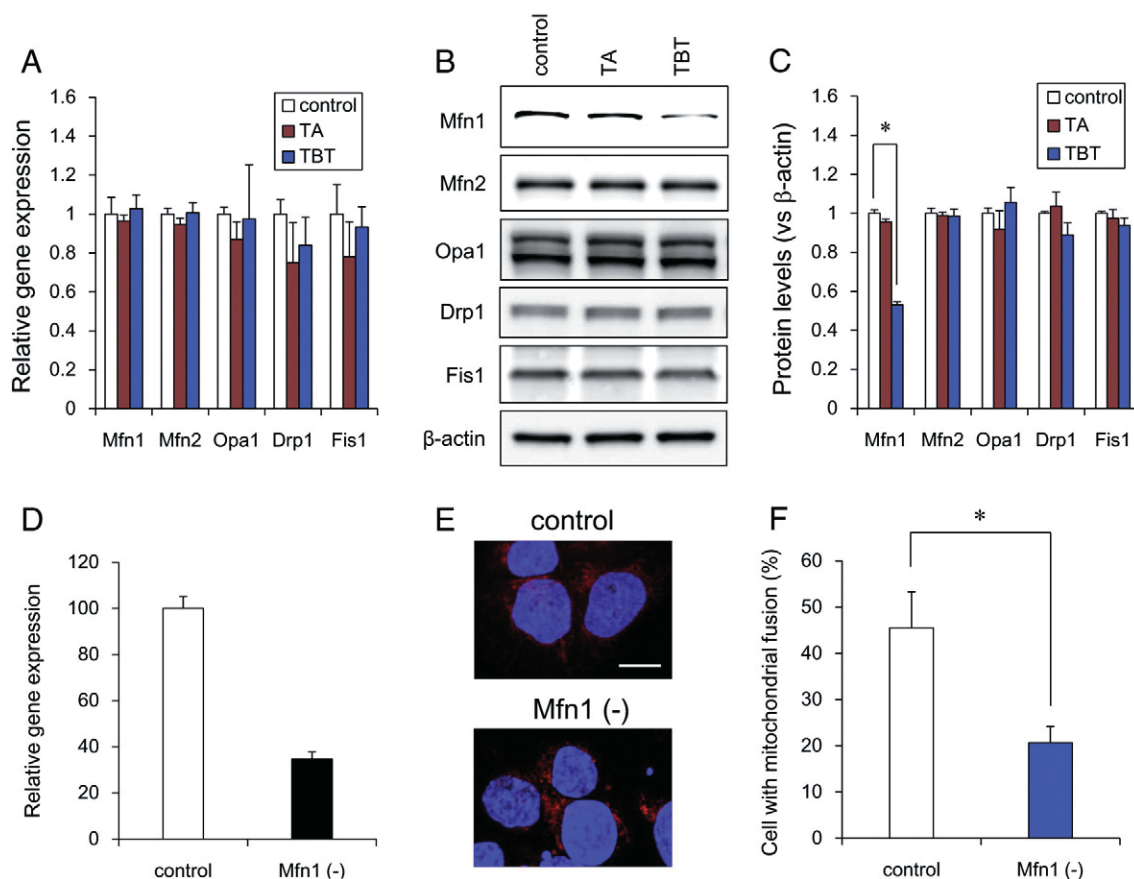 A
Relative gene expression
1.6
1.4
1.2
1
0.8
0.6
0.4
0.2
0
control
TA
TBT
Mfn1 Mfn2 Opa1 Drp1 Fis1
B
control TA TBT
Mfn1
Mfn2
Opa1
Drp1
Fis1
β-actin
C
Protein levels (vs β-actin)
1.6
1.4
1.2
1
0.8
0.6
0.4
0.2
0
control
TA
TBT
*
Mfn1 Mfn2 Opa1 Drp1 Fis1
D
Relative gene expression
120
100
80
60
40
20
0
control Mfn1 (-)
E
control
Mfn1 (-)
F
Cell with mitochondrial fusion (%)
60
50
40
30
20
10
0
*
control Mfn1 (-)